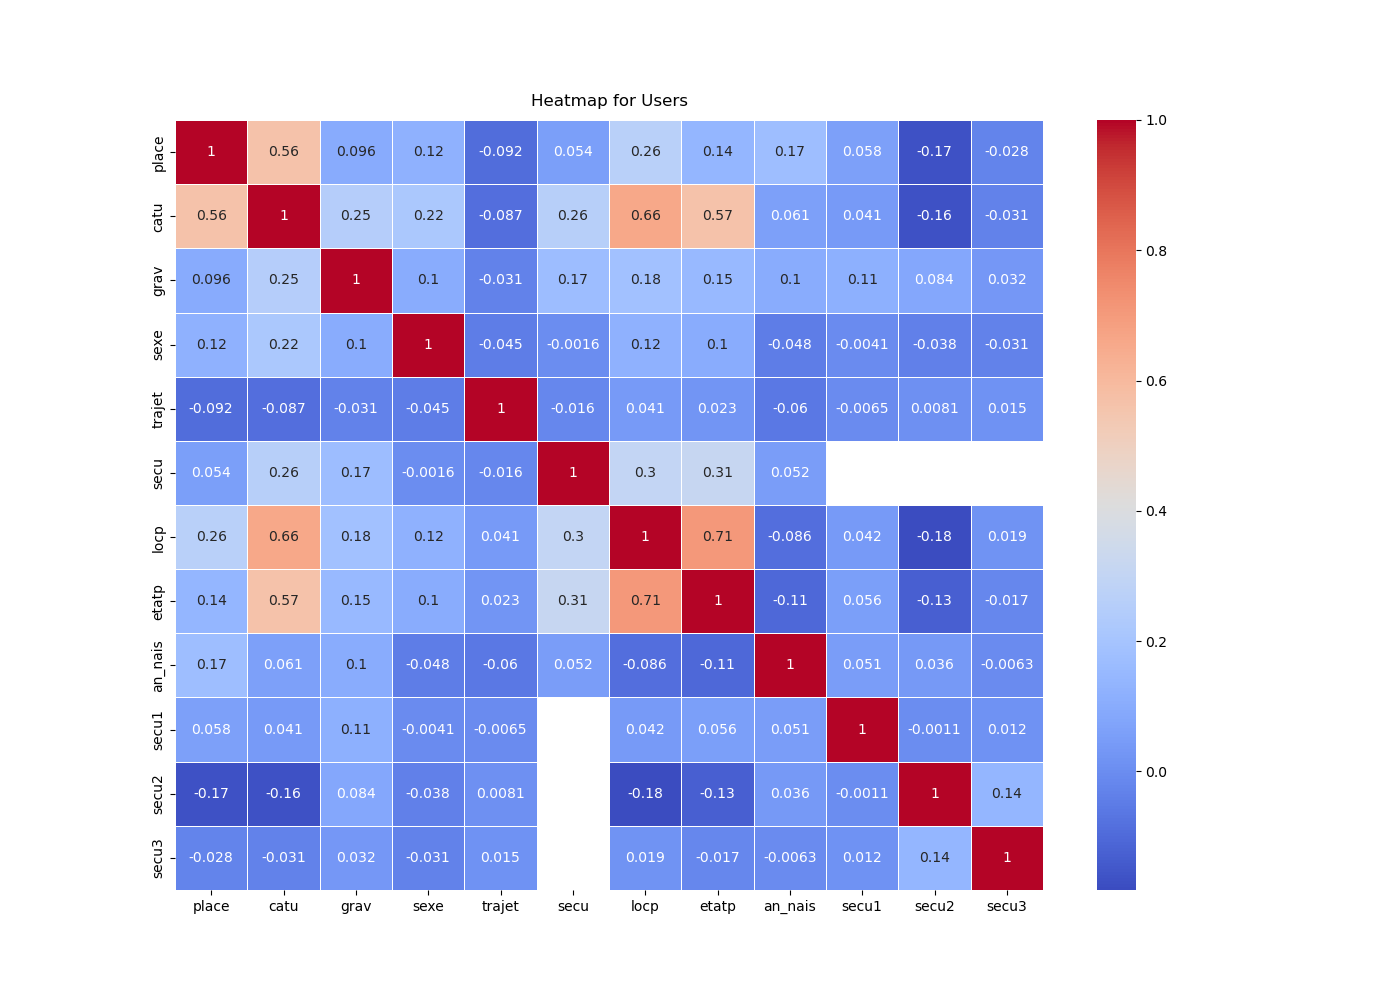 Heatmap for Users
place 1 0.56 0.096 0.12 -0.092 0.054 0.26 0.14 0.17 0.058 -0.17 -0.028
catu 0.56 1 0.25 0.22 -0.087 0.26 0.66 0.57 0.061 0.041 -0.16 -0.031
grav 0.096 0.25 1 0.1 -0.031 0.17 0.18 0.15 0.1 0.11 0.084 0.032
sexe 0.12 0.22 0.1 1 -0.045 -0.0016 0.12 0.1 -0.048 -0.0041 -0.038 -0.031
trajet -0.092 -0.087 -0.031 -0.045 1 -0.016 0.041 0.023 -0.06 -0.0065 0.0081 0.015
secu 0.054 0.26 0.17 -0.0016 -0.016 1 0.3 0.31 0.052
locp 0.26 0.66 0.18 0.12 0.041 0.3 1 0.71 -0.086 0.042 -0.18 0.019
etatp 0.14 0.57 0.15 0.1 0.023 0.31 0.71 1 -0.11 0.056 -0.13 -0.017
an_nais 0.17 0.061 0.1 -0.048 -0.06 0.052 -0.086 -0.11 1 0.051 0.036 -0.0063
secu1 0.058 0.041 0.11 -0.0041 -0.0065 0.042 0.056 0.051 1 -0.0011 0.012
secu2 -0.17 -0.16 0.084 -0.038 0.0081 -0.18 -0.13 0.036 -0.0011 1 0.14
secu3 -0.028 -0.031 0.032 -0.031 0.015 0.019 -0.017 -0.0063 0.012 0.14 1
place catu grav sexe trajet secu locp etatp an_nais secu1 secu2 secu3
1.0
0.8
0.6
0.4
0.2
0.0